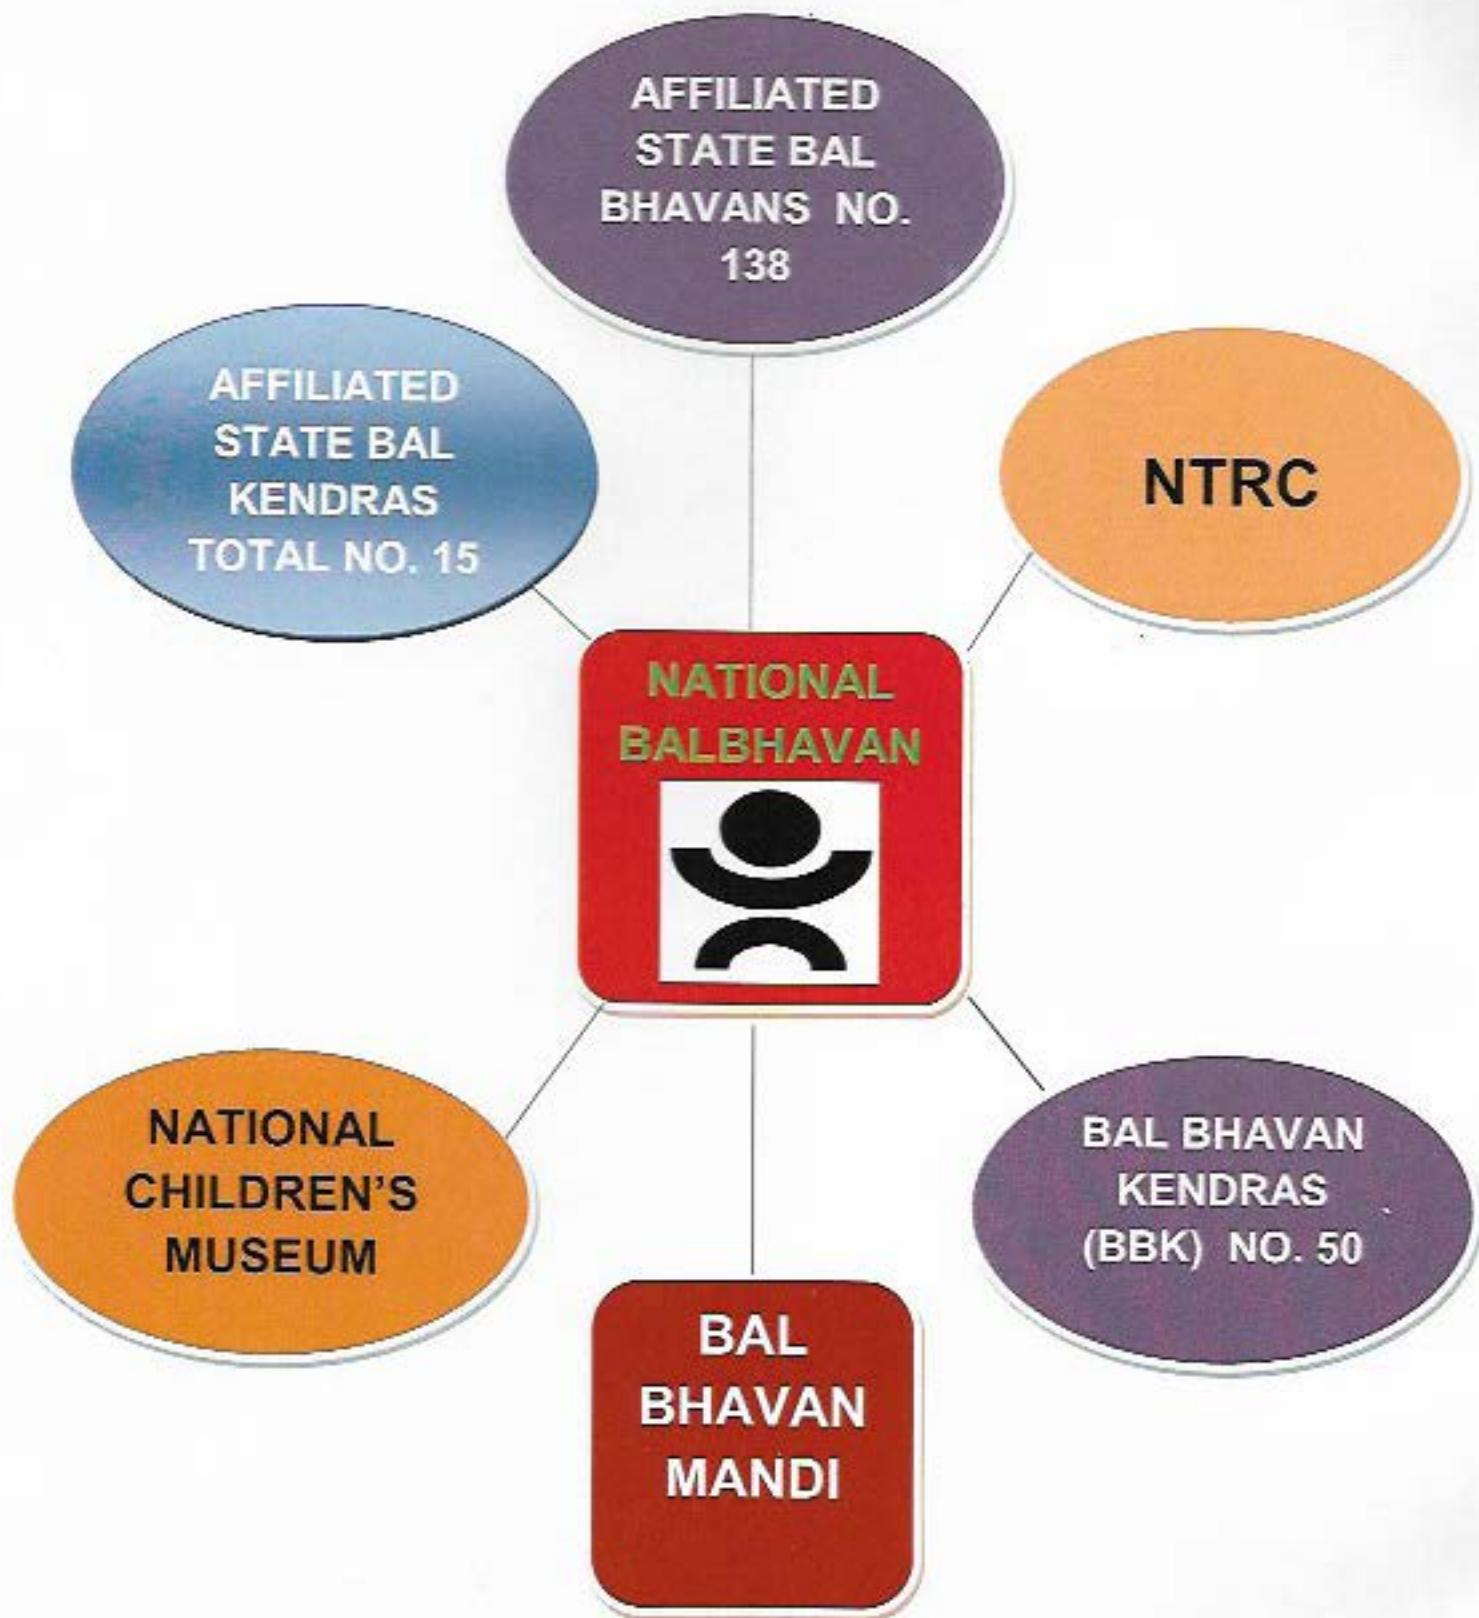 AFFILIATED
STATE BAL
BHAVANS NO.
138
AFFILIATED
STATE BAL
KENDRAS
TOTAL NO. 15
NTRC
NATIONAL
BALBHAVAN
NATIONAL
CHILDREN'S
MUSEUM
BAL BHAVAN
KENDRAS
(BBK) NO. 50
BAL
BHAVAN
MANDI